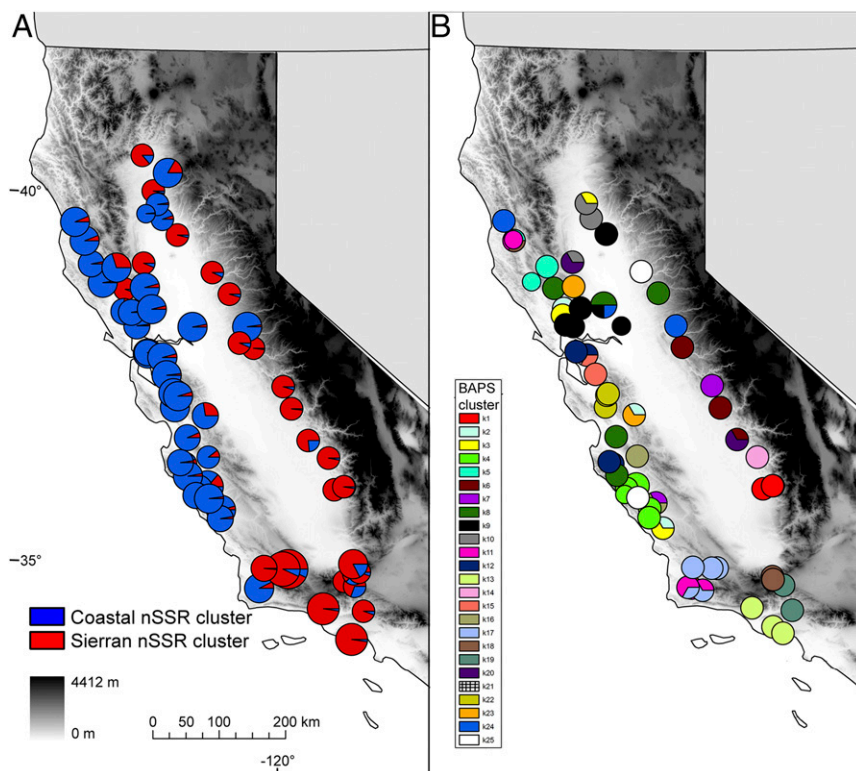 A
B
−40°
−35°
Coastal nSSR cluster
Sierran nSSR cluster
4412 m
0 m
0 50 100 200 km
−120°
BAPS
cluster
k1
k2
k3
k4
k5
k6
k7
k8
k9
k10
k11
k12
k13
k14
k15
k16
k17
k18
k19
k20
k21
k22
k23
k24
k25